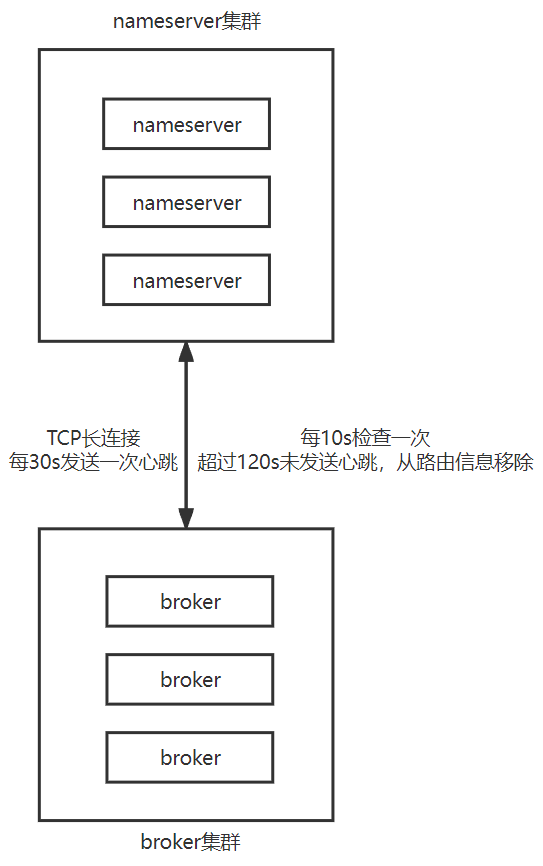 nameserver集群
nameserver
nameserver
nameserver
TCP长连接
每30s发送一次心跳
每10s检查一次
超过120s未发送心跳，从路由信息移除
broker
broker
broker
broker集群